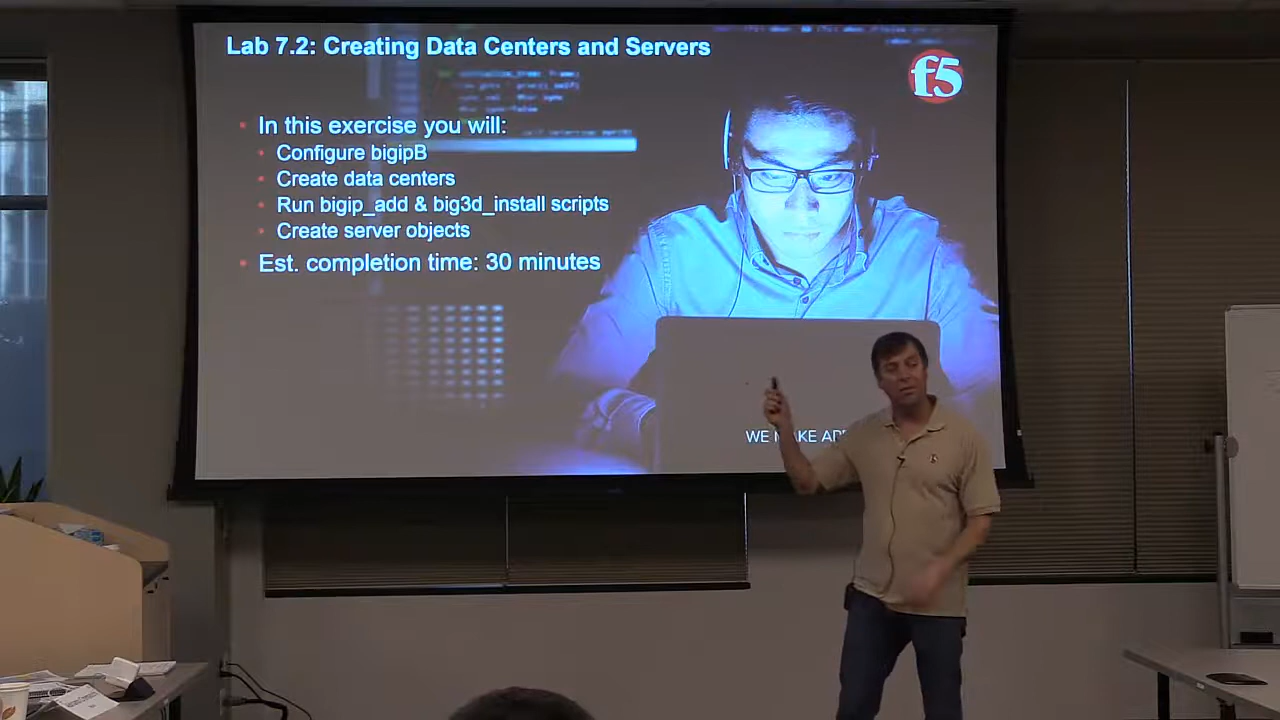 Lab 7.2: Creating Data Centers and Servers
f5
• In this exercise you will:
• Configure bigipB
• Create data centers
• Run bigip_add & big3d_install scripts
• Create server objects
• Est. completion time: 30 minutes
WE MAKE